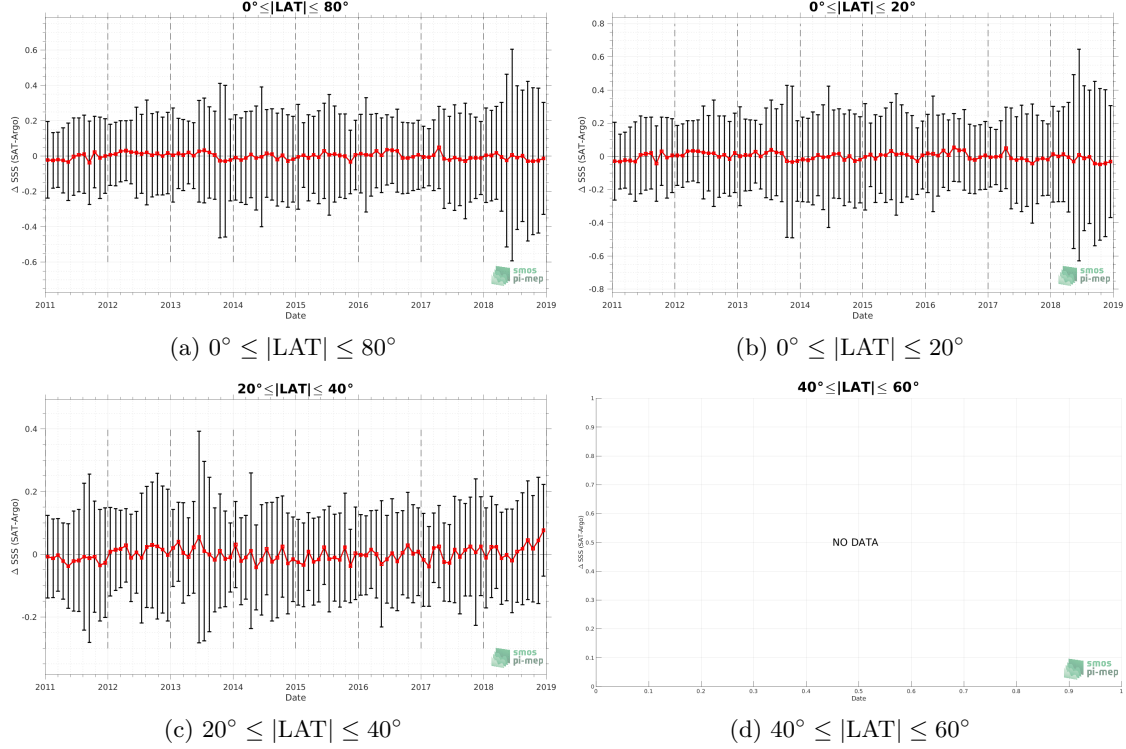 0°≤|LAT|≤ 80°
Δ SSS (SAT-Argo)
0.6
0.4
0.2
0
-0.2
-0.4
-0.6
2011 2012 2013 2014 2015 2016 2017 2018 2019
Date
smos
pi-mep
(a) 0° ≤ |LAT| ≤ 80°
0°≤|LAT|≤ 20°
Δ SSS (SAT-Argo)
0.8
0.6
0.4
0.2
0
-0.2
-0.4
-0.6
-0.8
2011 2012 2013 2014 2015 2016 2017 2018 2019
Date
smos
pi-mep
(b) 0° ≤ |LAT| ≤ 20°
20°≤|LAT|≤ 40°
Δ SSS (SAT-Argo)
0.4
0.2
0
-0.2
2011 2012 2013 2014 2015 2016 2017 2018 2019
Date
smos
pi-mep
(c) 20° ≤ |LAT| ≤ 40°
40°≤|LAT|≤ 60°
Δ SSS (SAT-Argo)
1
0.9
0.8
0.7
0.6
0.5
0.4
0.3
0.2
0.1
0
NO DATA
0 0.1 0.2 0.3 0.4 0.5 0.6 0.7 0.8 0.9 1
Date
smos
pi-mep
(d) 40° ≤ |LAT| ≤ 60°